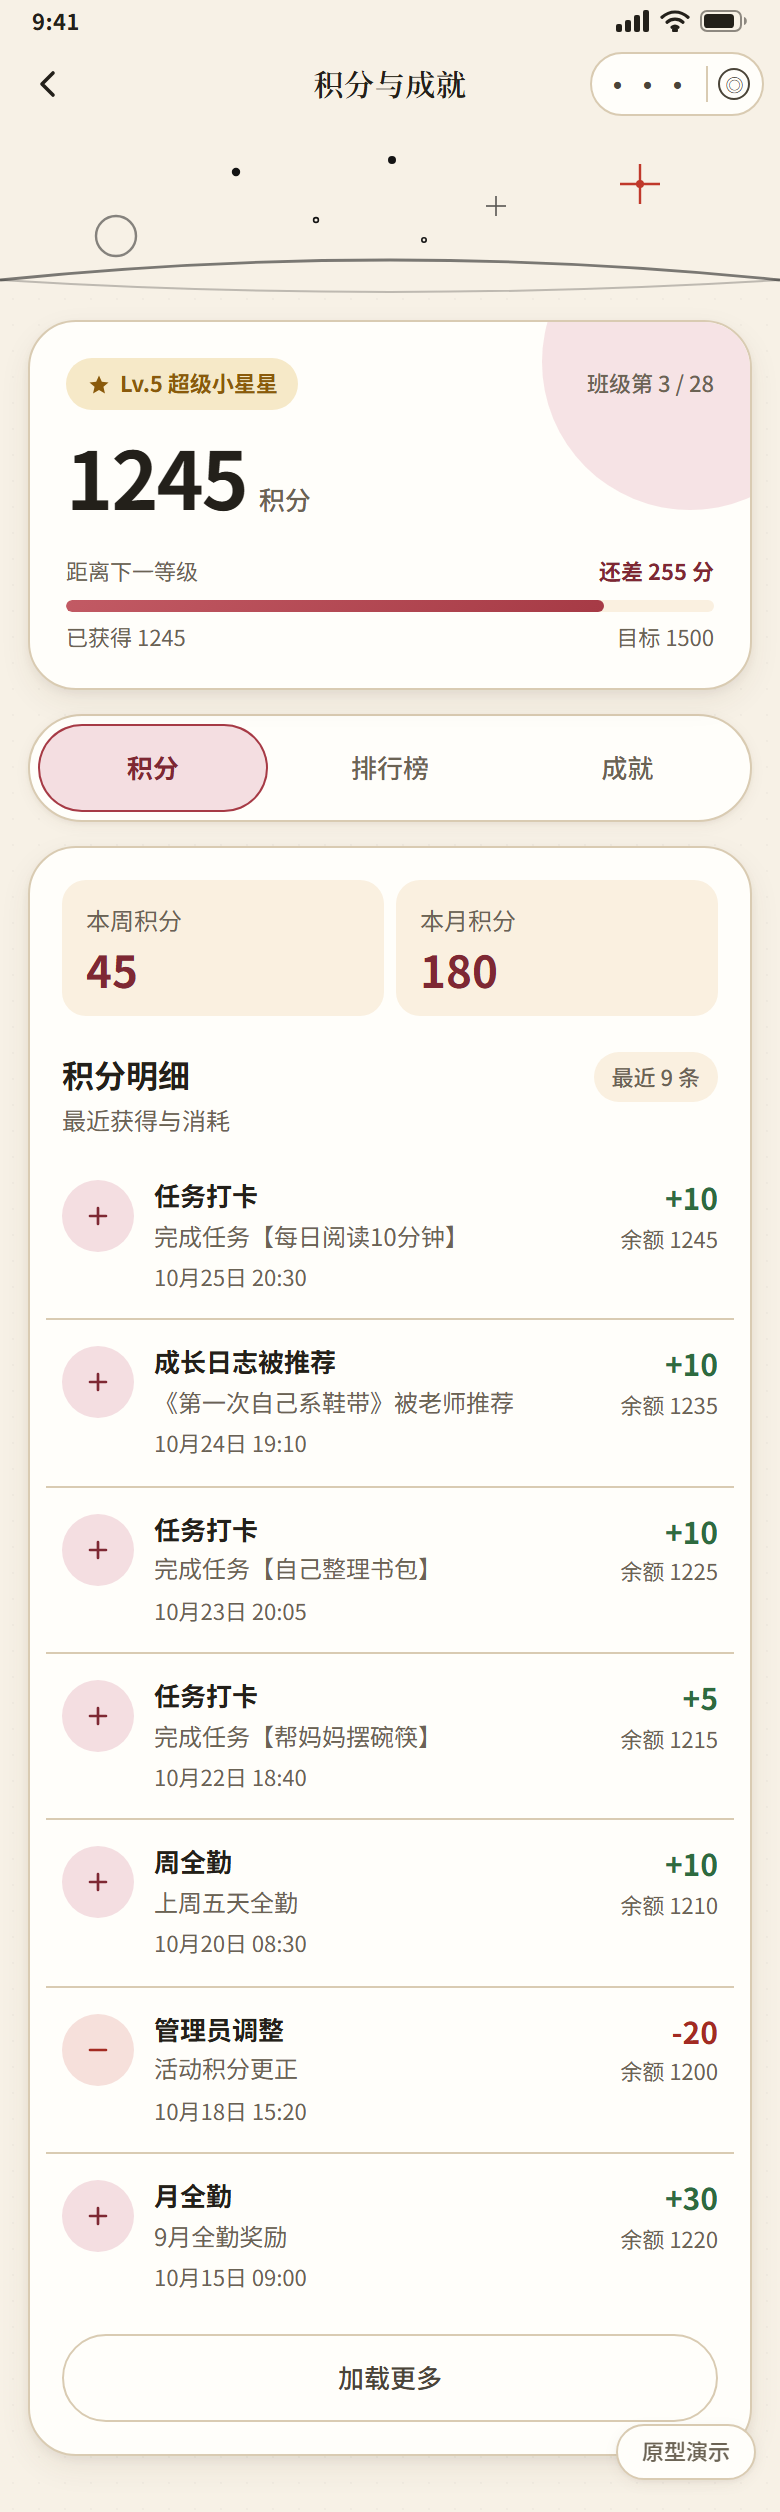 9:41
积分与成就
Lv.5 超级小星星
班级第 3 / 28
1245 积分
距离下一等级
还差 255 分
已获得 1245
目标 1500
积分
排行榜
成就
本周积分
本月积分
45
180
积分明细
最近 9 条
最近获得与消耗
任务打卡
+10
完成任务【每日阅读10分钟】
余额 1245
10月25日 20:30
成长日志被推荐
+10
《第一次自己系鞋带》被老师推荐
余额 1235
10月24日 19:10
任务打卡
+10
完成任务【自己整理书包】
余额 1225
10月23日 20:05
任务打卡
+5
完成任务【帮妈妈摆碗筷】
余额 1215
10月22日 18:40
周全勤
+10
上周五天全勤
余额 1210
10月20日 08:30
管理员调整
-20
活动积分更正
余额 1200
10月18日 15:20
月全勤
+30
9月全勤奖励
余额 1220
10月15日 09:00
加载更多
原型演示